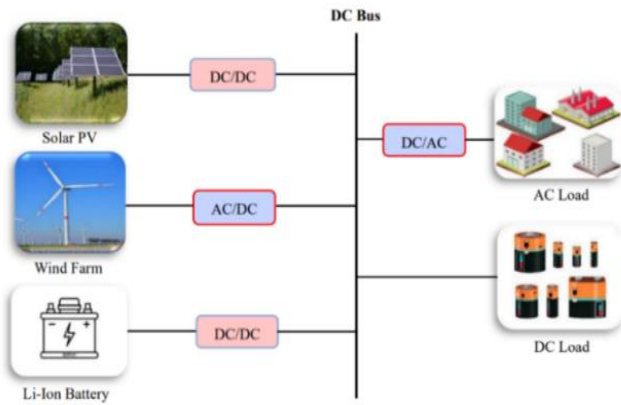 DC Bus
DC/DC
Solar PV
DC/AC
AC Load
AC/DC
Wind Farm
DC/DC
DC Load
Li-Ion Battery